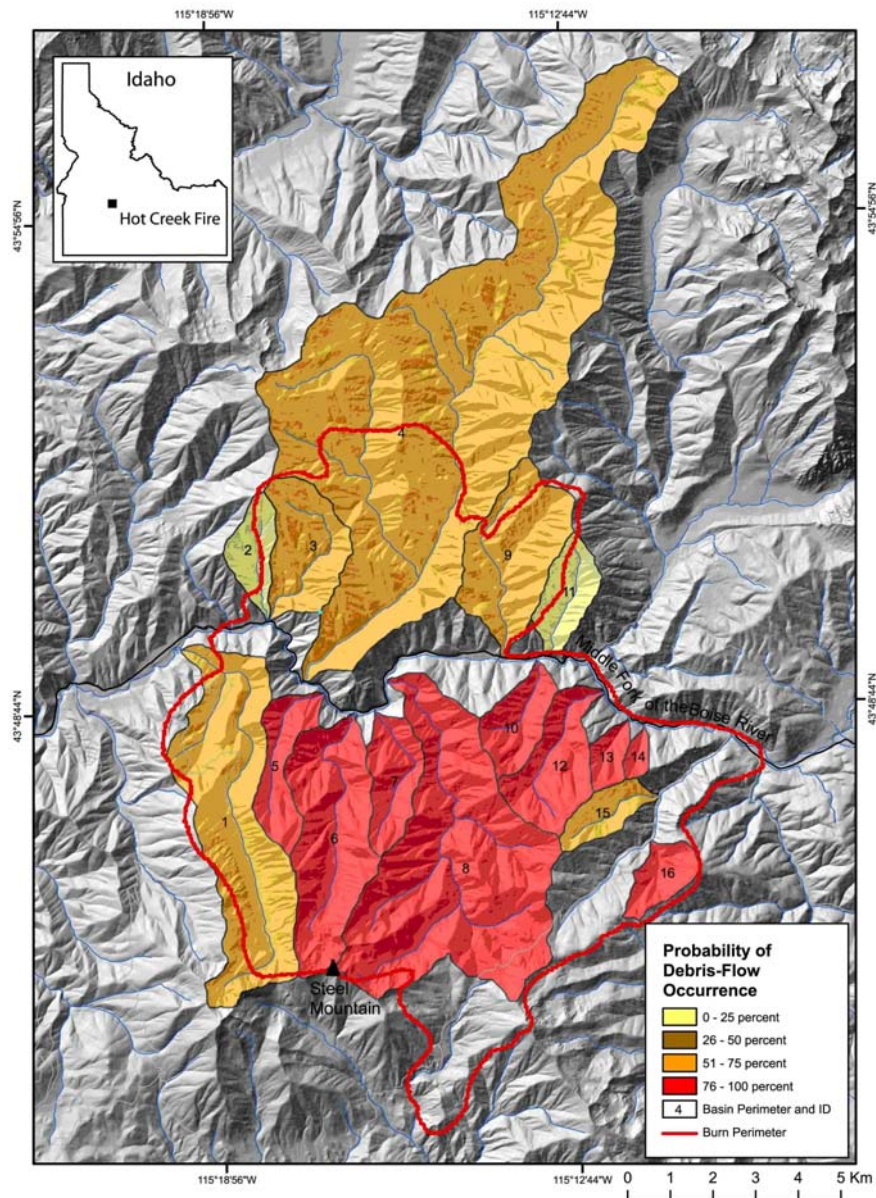 115°18'56"W
115°12'44"W
Idaho
Hot Creek Fire
43°54'56"N
43°54'56"N
4
2
3
9
11
Middle Fork of the Boise River
43°48'44"N
43°48'44"N
10
5
7
12
13
14
1
6
15
8
16
Steel
Mountain
Probability of
Debris-Flow
Occurrence
0 - 25 percent
26 - 50 percent
51 - 75 percent
76 - 100 percent
4 Basin Perimeter and ID
Burn Perimeter
115°18'56"W
115°12'44"W
0 1 2 3 4 5 Km